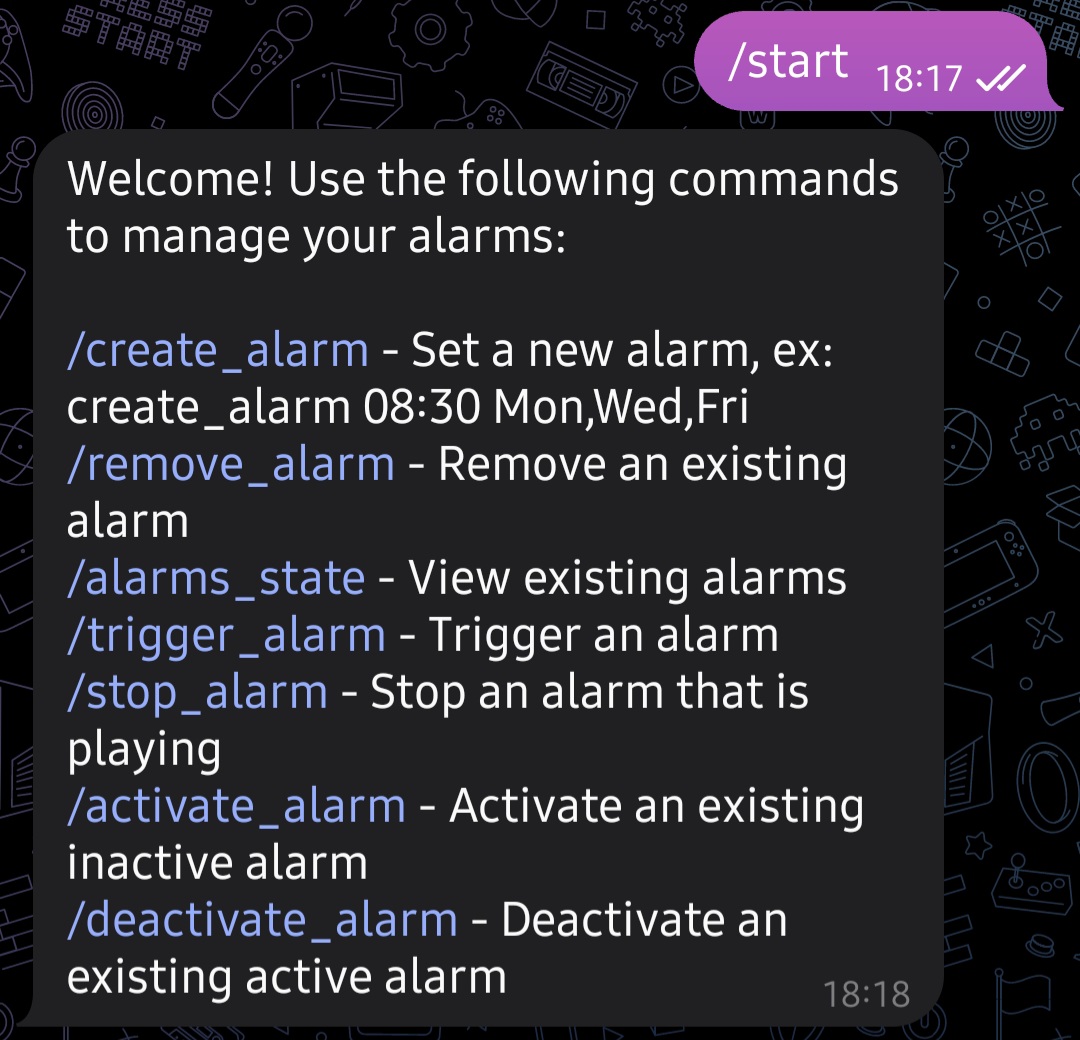 START
/start 18:17
Welcome! Use the following commands
to manage your alarms:
/create_alarm - Set a new alarm, ex:
create_alarm 08:30 Mon,Wed,Fri
/remove_alarm - Remove an existing
alarm
/alarms_state - View existing alarms
/trigger_alarm - Trigger an alarm
/stop_alarm - Stop an alarm that is
playing
/activate_alarm - Activate an existing
inactive alarm
/deactivate_alarm - Deactivate an
existing active alarm
18:18